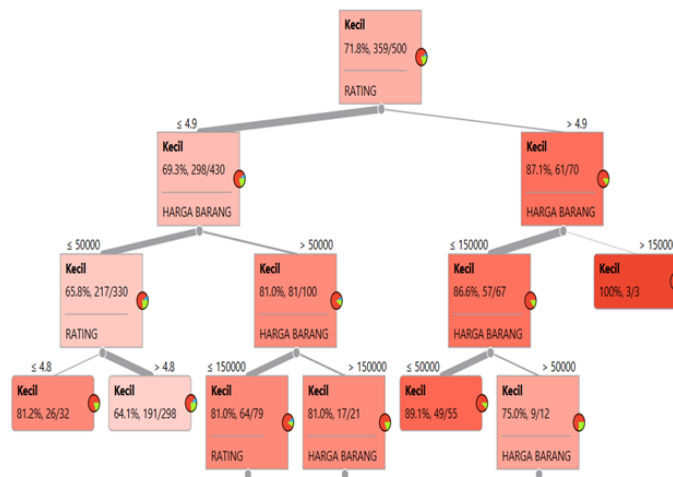 Kecil
71.8%, 359/500
RATING
≤ 4.9
> 4.9
Kecil
69.3%, 298/430
HARGA BARANG
Kecil
87.1%, 61/70
HARGA BARANG
≤ 50000
> 50000
≤ 150000
> 15000
Kecil
65.8%, 217/330
RATING
Kecil
81.0%, 81/100
HARGA BARANG
Kecil
86.6%, 57/67
HARGA BARANG
Kecil
100%, 3/3
≤ 4.8
> 4.8
≤ 150000
> 150000
≤ 50000
> 50000
Kecil
81.2%, 26/32
Kecil
64.1%, 191/298
Kecil
81.0%, 64/79
RATING
Kecil
81.0%, 17/21
HARGA BARANG
Kecil
89.1%, 49/55
Kecil
75.0%, 9/12
HARGA BARANG